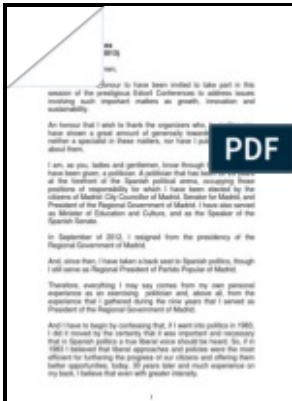 honour to have been invited to take part in this
session of the prestigious Estoril Conferences to address issues
involving such important matters as growth, innovation and
sustainability.
An honour that I wish to thank the organizers who,
have shown a great amount of generosity towards
neither a specialist in these matters, nor have I
about them.
PDF
I am, as you, ladies and gentlemen, know through
have been given, a politician. A politician that has
at the forefront of the Spanish political arena, occupying those
positions of responsibility for which I have been elected by the
citizens of Madrid: City Councillor of Madrid, Senator for Madrid, and
President of the Regional Government of Madrid. I have also served
as Minister of Education and Culture, and as the Speaker of the
Spanish Senate.
In September of 2012, I resigned from the presidency of the
Regional Government of Madrid.
And, since then, I have taken a back seat to Spanish politics, though
I still serve as Regional President of Partido Popular of Madrid.
Therefore, everything I may say comes from my own personal
experience as an exercising politician and, above all, from the
experience that I gathered during the nine years that I served as
President of the Regional Government of Madrid.
And I have to begin by confessing that, if I went into politics in 1983,
I did it moved by the certainty that it was important and necessary
that in Spanish politics a true liberal voice should be heard. So, if in
1983 I believed that liberal approaches and policies were the most
efficient for furthering the progress of our citizens and offering them
better opportunities, today, 30 years later and much experience on
my back, I believe that even with greater intensity.
1